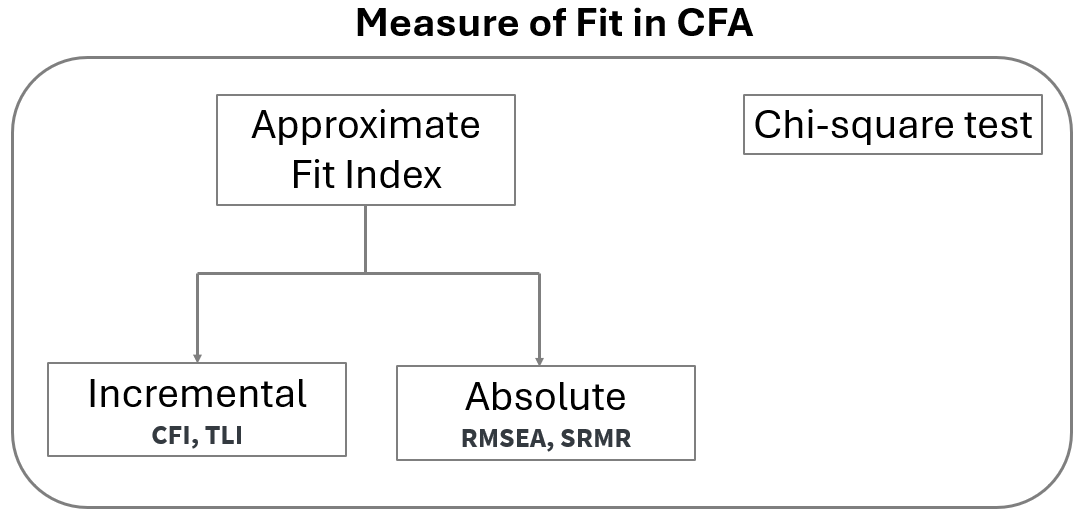 Measure of Fit in CFA
Approximate
Fit Index
Chi-square test
Incremental
CFI, TLI
Absolute
RMSEA, SRMR